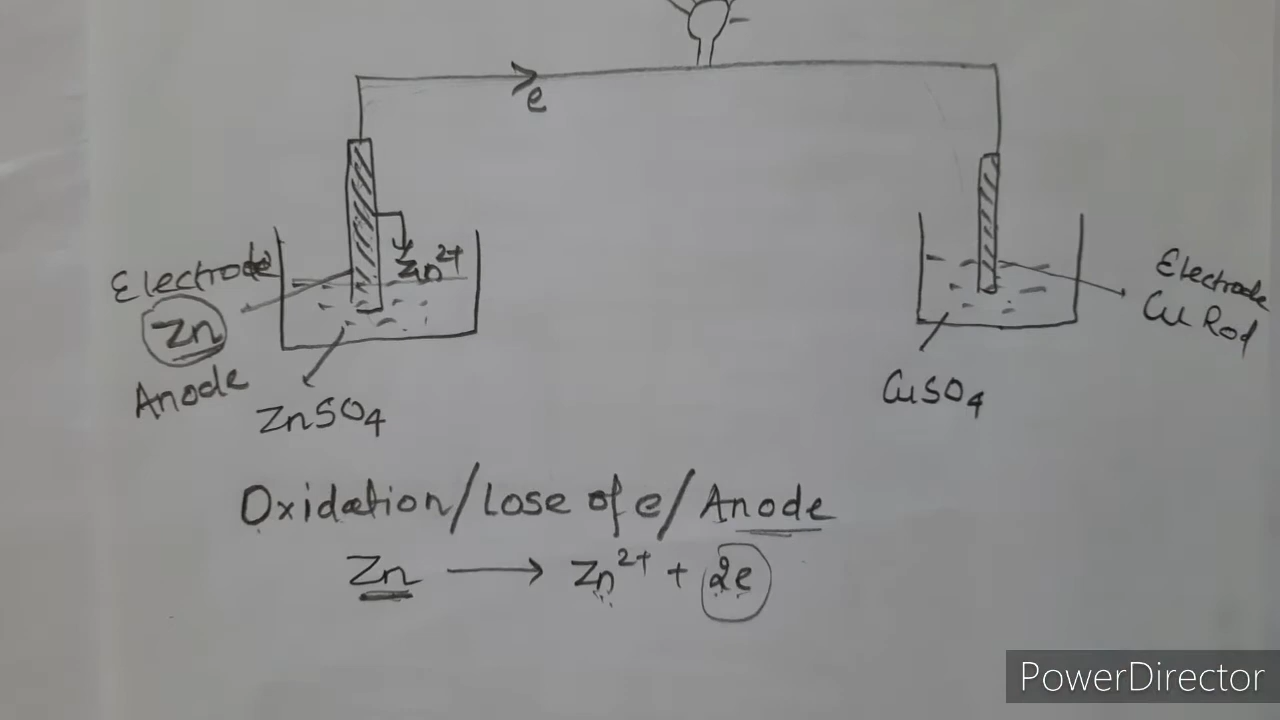 e
Zn²⁺
Electrode
Zn
Anode
ZnSO₄
Electrode
Cu Rod
CuSO₄
Oxidation/Lose of e/Anode
Zn ⟶ Zn²⁺ + 2e
PowerDirector